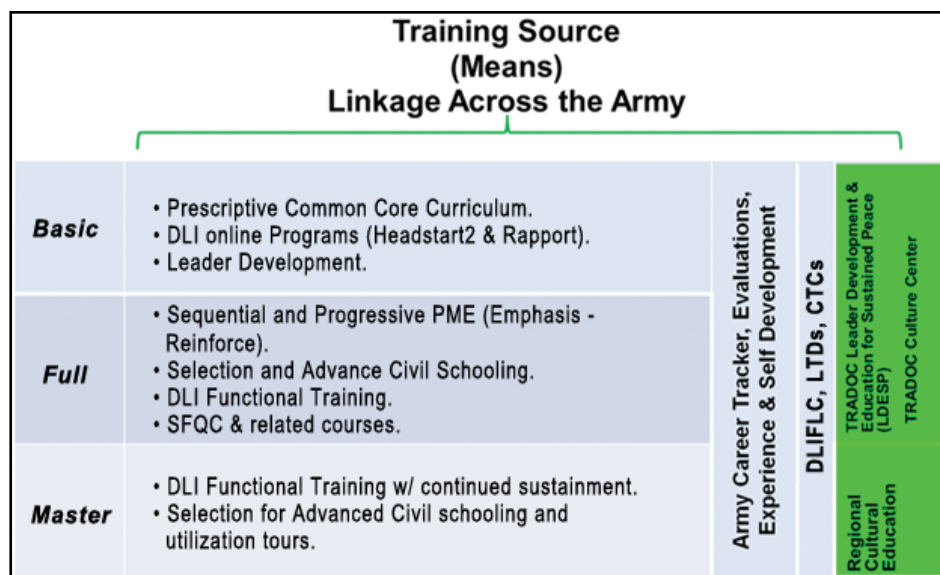 Training Source
(Means)
Linkage Across the Army
Basic
• Prescriptive Common Core Curriculum.
• DLI online Programs (Headstart2 & Rapport).
• Leader Development.
Full
• Sequential and Progressive PME (Emphasis -
Reinforce).
• Selection and Advance Civil Schooling.
• DLI Functional Training.
• SFQC & related courses.
Master
• DLI Functional Training w/ continued sustainment.
• Selection for Advanced Civil schooling and
utilization tours.
Army Career Tracker, Evaluations,
Experience & Self Development
DLIFLC, LTDs, CTCs
TRADOC Leader Development &
Education for Sustained Peace
(LDESP)
TRADOC Culture Center
Regional
Cultural
Education